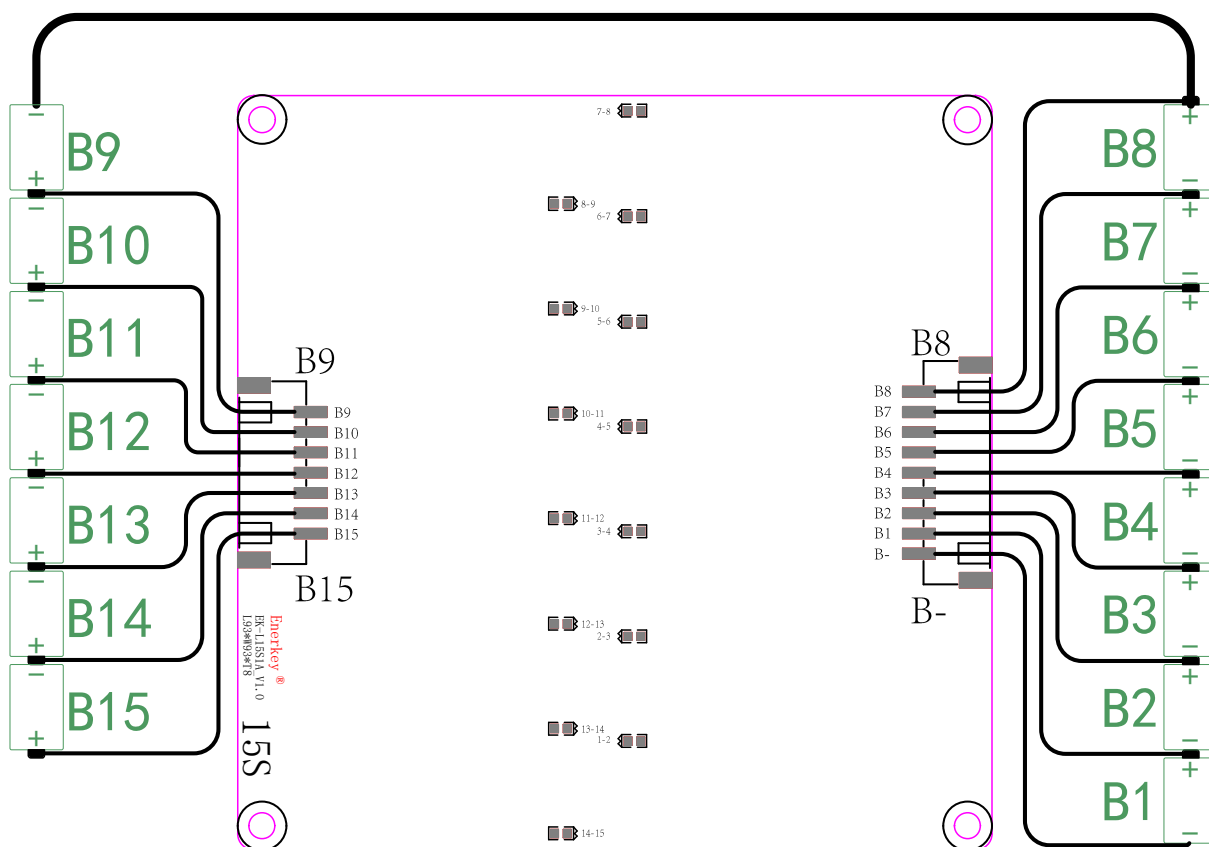 B9
B10
B11
B12
B13
B14
B15
B9
B9
B10
B11
B12
B13
B14
B15
B15
Enerkey ®
EK-L15S1A_V1.0
L93*W93*T8
15S
7-8
8-9
6-7
9-10
5-6
10-11
4-5
11-12
3-4
12-13
2-3
13-14
1-2
14-15
B8
B8
B7
B6
B5
B4
B3
B2
B1
B-
B-
B8
B7
B6
B5
B4
B3
B2
B1